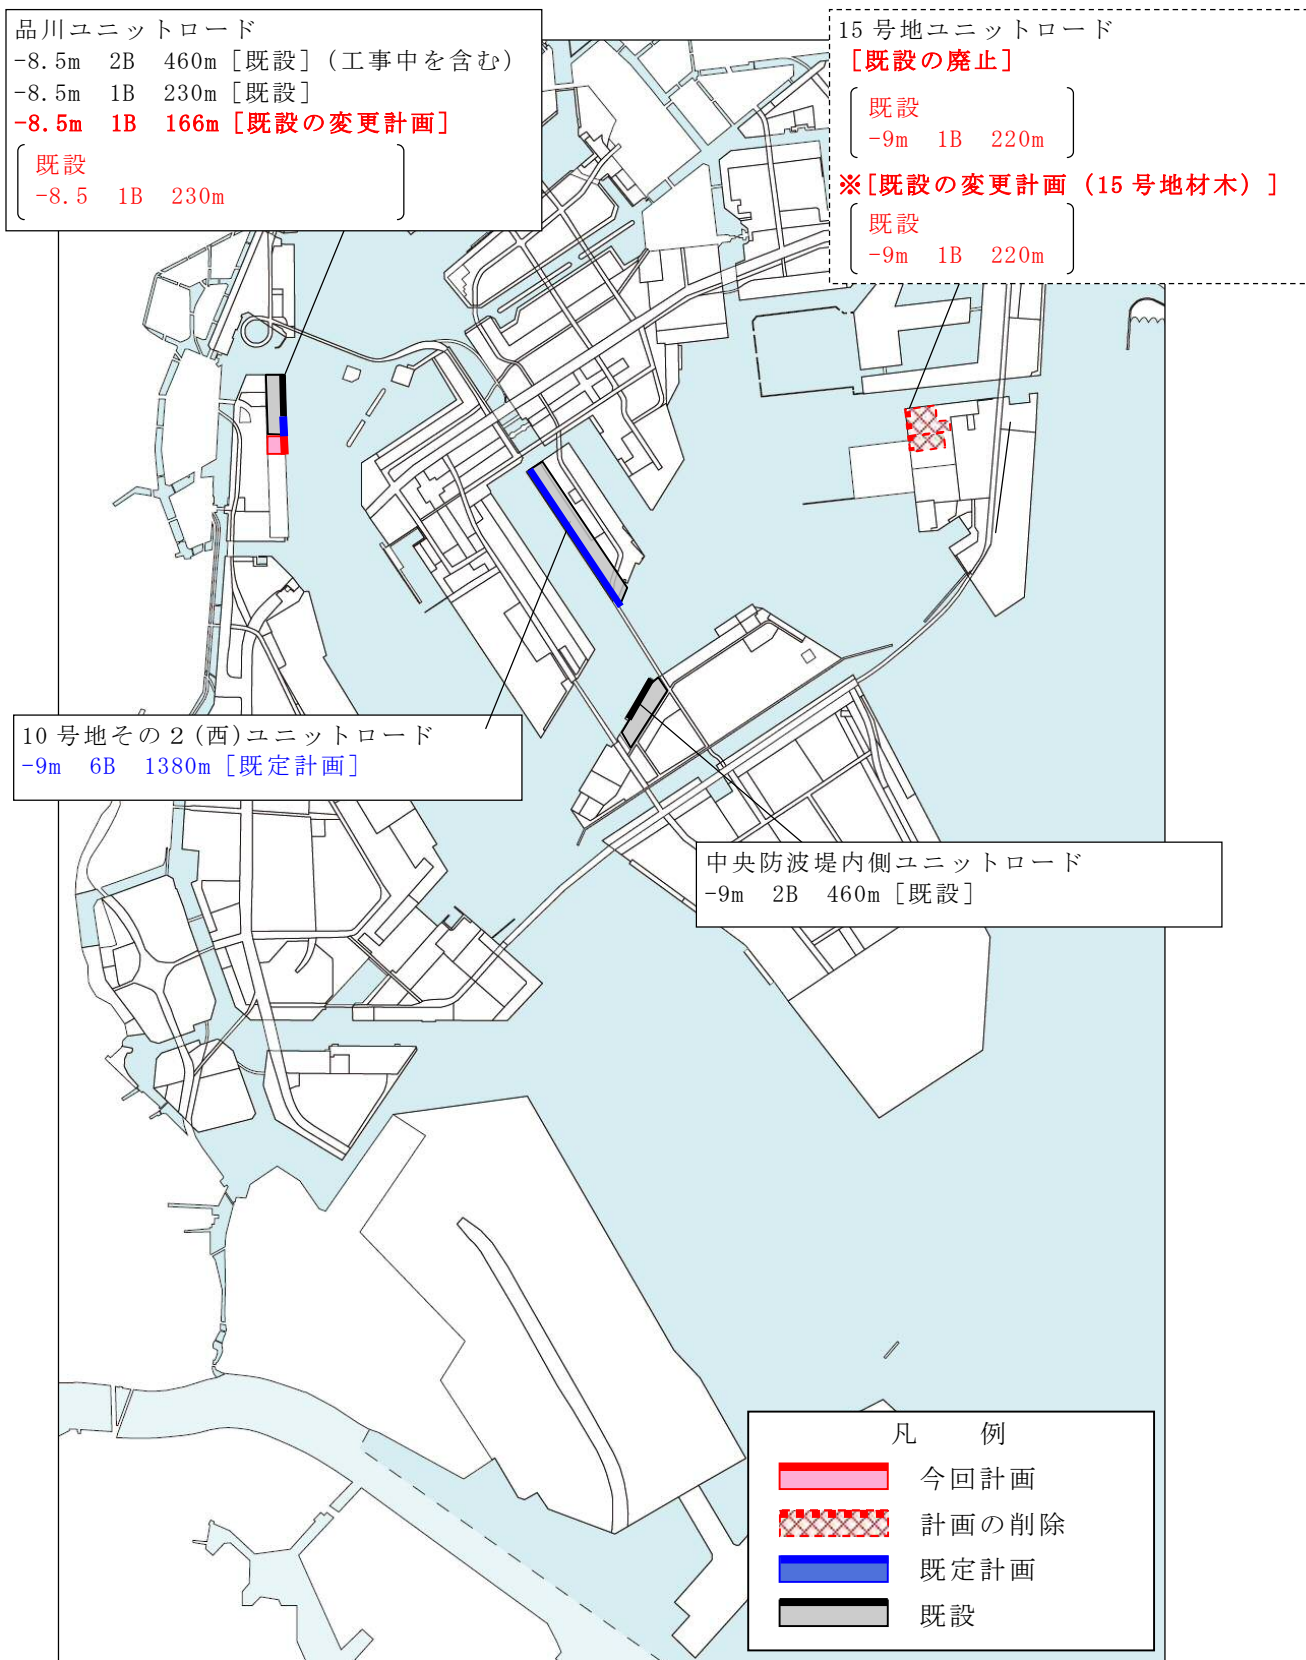 品川ユニットロード
-8.5m 2B 460m［既設］（工事中を含む）
-8.5m 1B 230m［既設］
-8.5m 1B 166m［既設の変更計画］
既設
-8.5 1B 230m
15号地ユニットロード
［既設の廃止］
既設
-9m 1B 220m
※［既設の変更計画（15号地材木）］
既設
-9m 1B 220m
10号地その２(西)ユニットロード
-9m 6B 1380m［既定計画］
中央防波堤内側ユニットロード
-9m 2B 460m［既設］
凡 例
今回計画
計画の削除
既定計画
既設